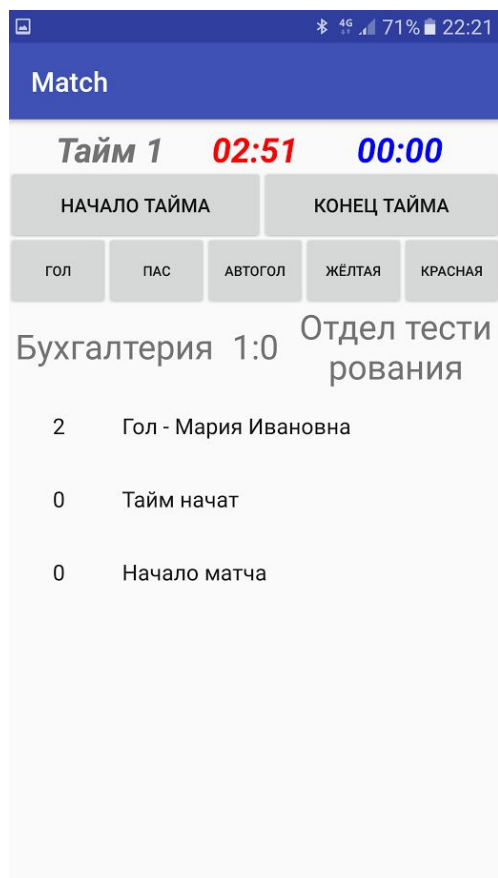 4G 71% 22:21
Match
Тайм 1 02:51 00:00
НАЧАЛО ТАЙМА КОНЕЦ ТАЙМА
ГОЛ ПАС АВТОГОЛ ЖЁЛТАЯ КРАСНАЯ
Бухгалтерия 1:0 Отдел тести
рования
2 Гол - Мария Ивановна
0 Тайм начат
0 Начало матча